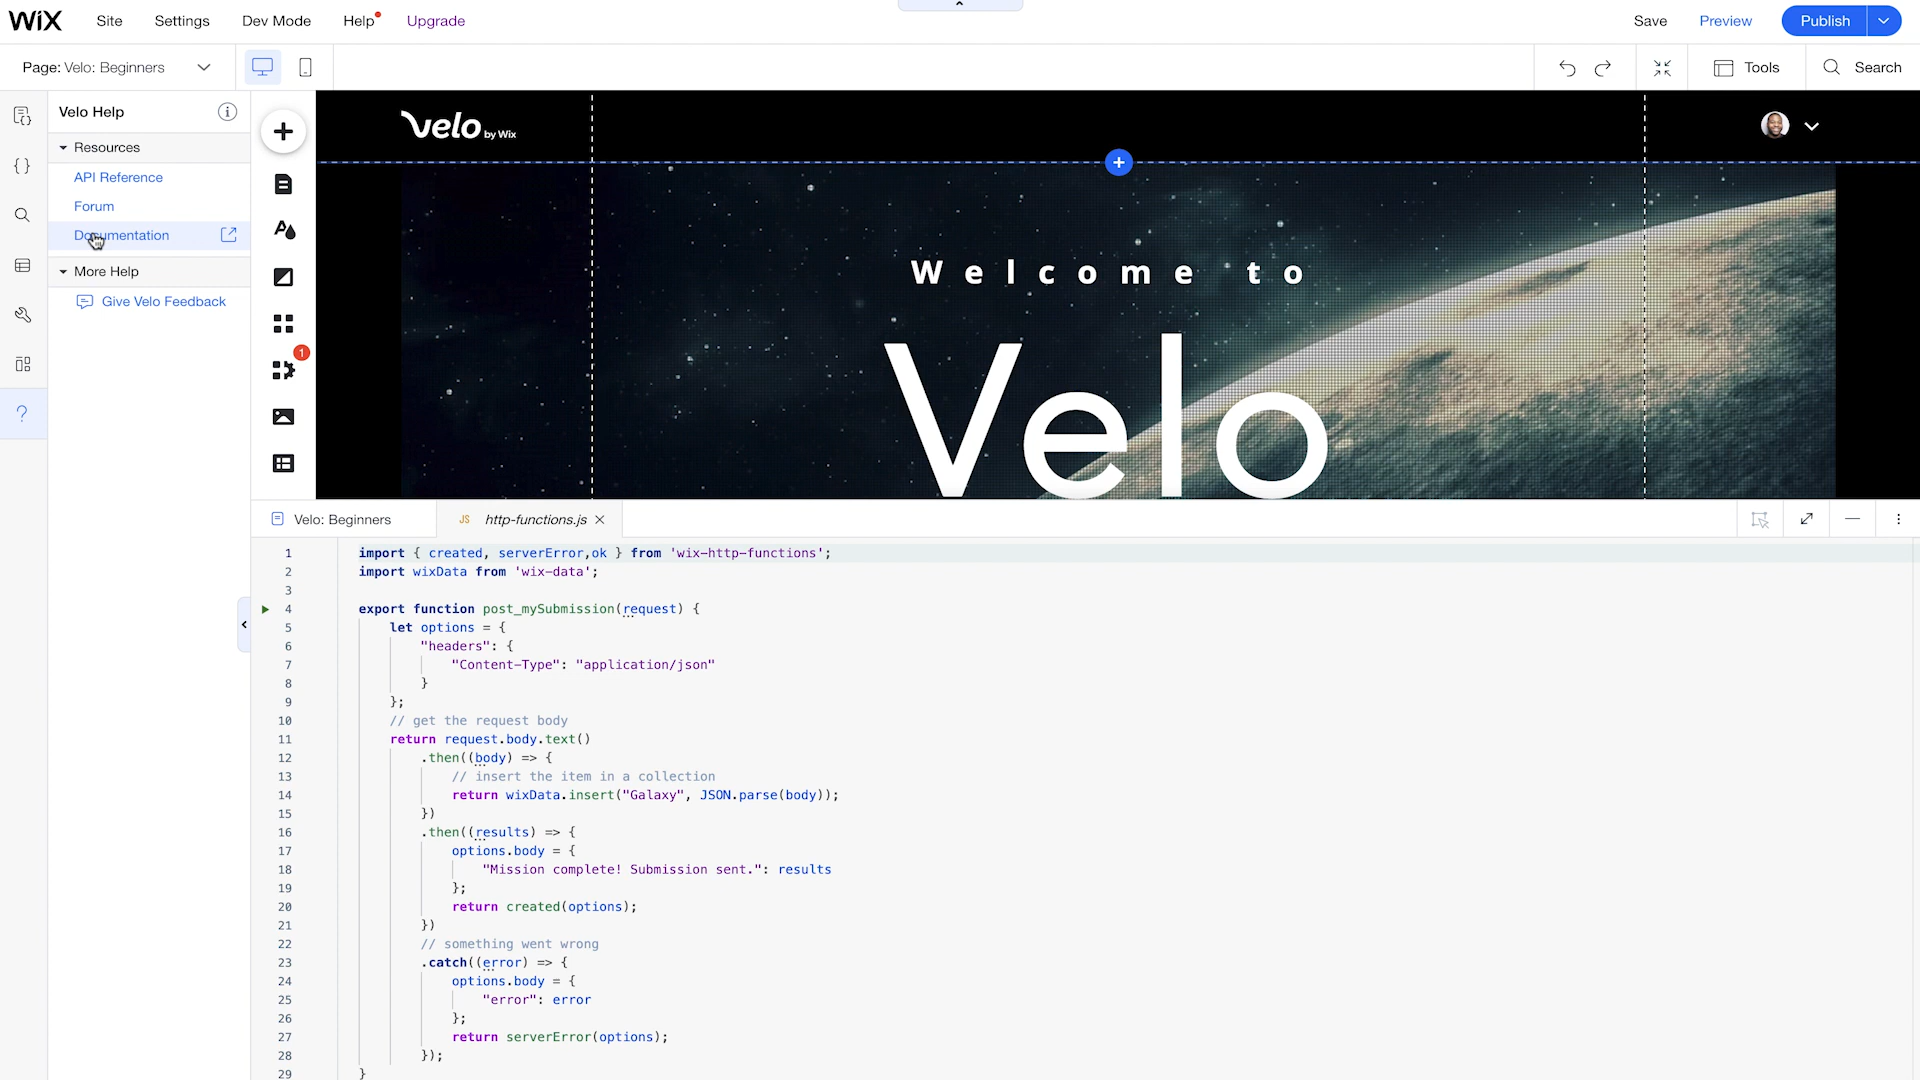 WiX Site Settings Dev Mode Help Upgrade Save Preview Publish
Page: Velo: Beginners Tools Search
Velo Help
Resources
API Reference
Forum
Documentation
More Help
Give Velo Feedback
1
velo by Wix
Welcome to
Velo
Velo: Beginners JS http-functions.js
1 import { created, serverError,ok } from 'wix-http-functions';
2 import wixData from 'wix-data';
3
4 export function post_mySubmission(request) {
5 let options = {
6 "headers": {
7 "Content-Type": "application/json"
8 }
9 };
10 // get the request body
11 return request.body.text()
12 .then((body) => {
13 // insert the item in a collection
14 return wixData.insert("Galaxy", JSON.parse(body));
15 })
16 .then((results) => {
17 options.body = {
18 "Mission complete! Submission sent.": results
19 };
20 return created(options);
21 })
22 // something went wrong
23 .catch((error) => {
24 options.body = {
25 "error": error
26 };
27 return serverError(options);
28 });
29 }